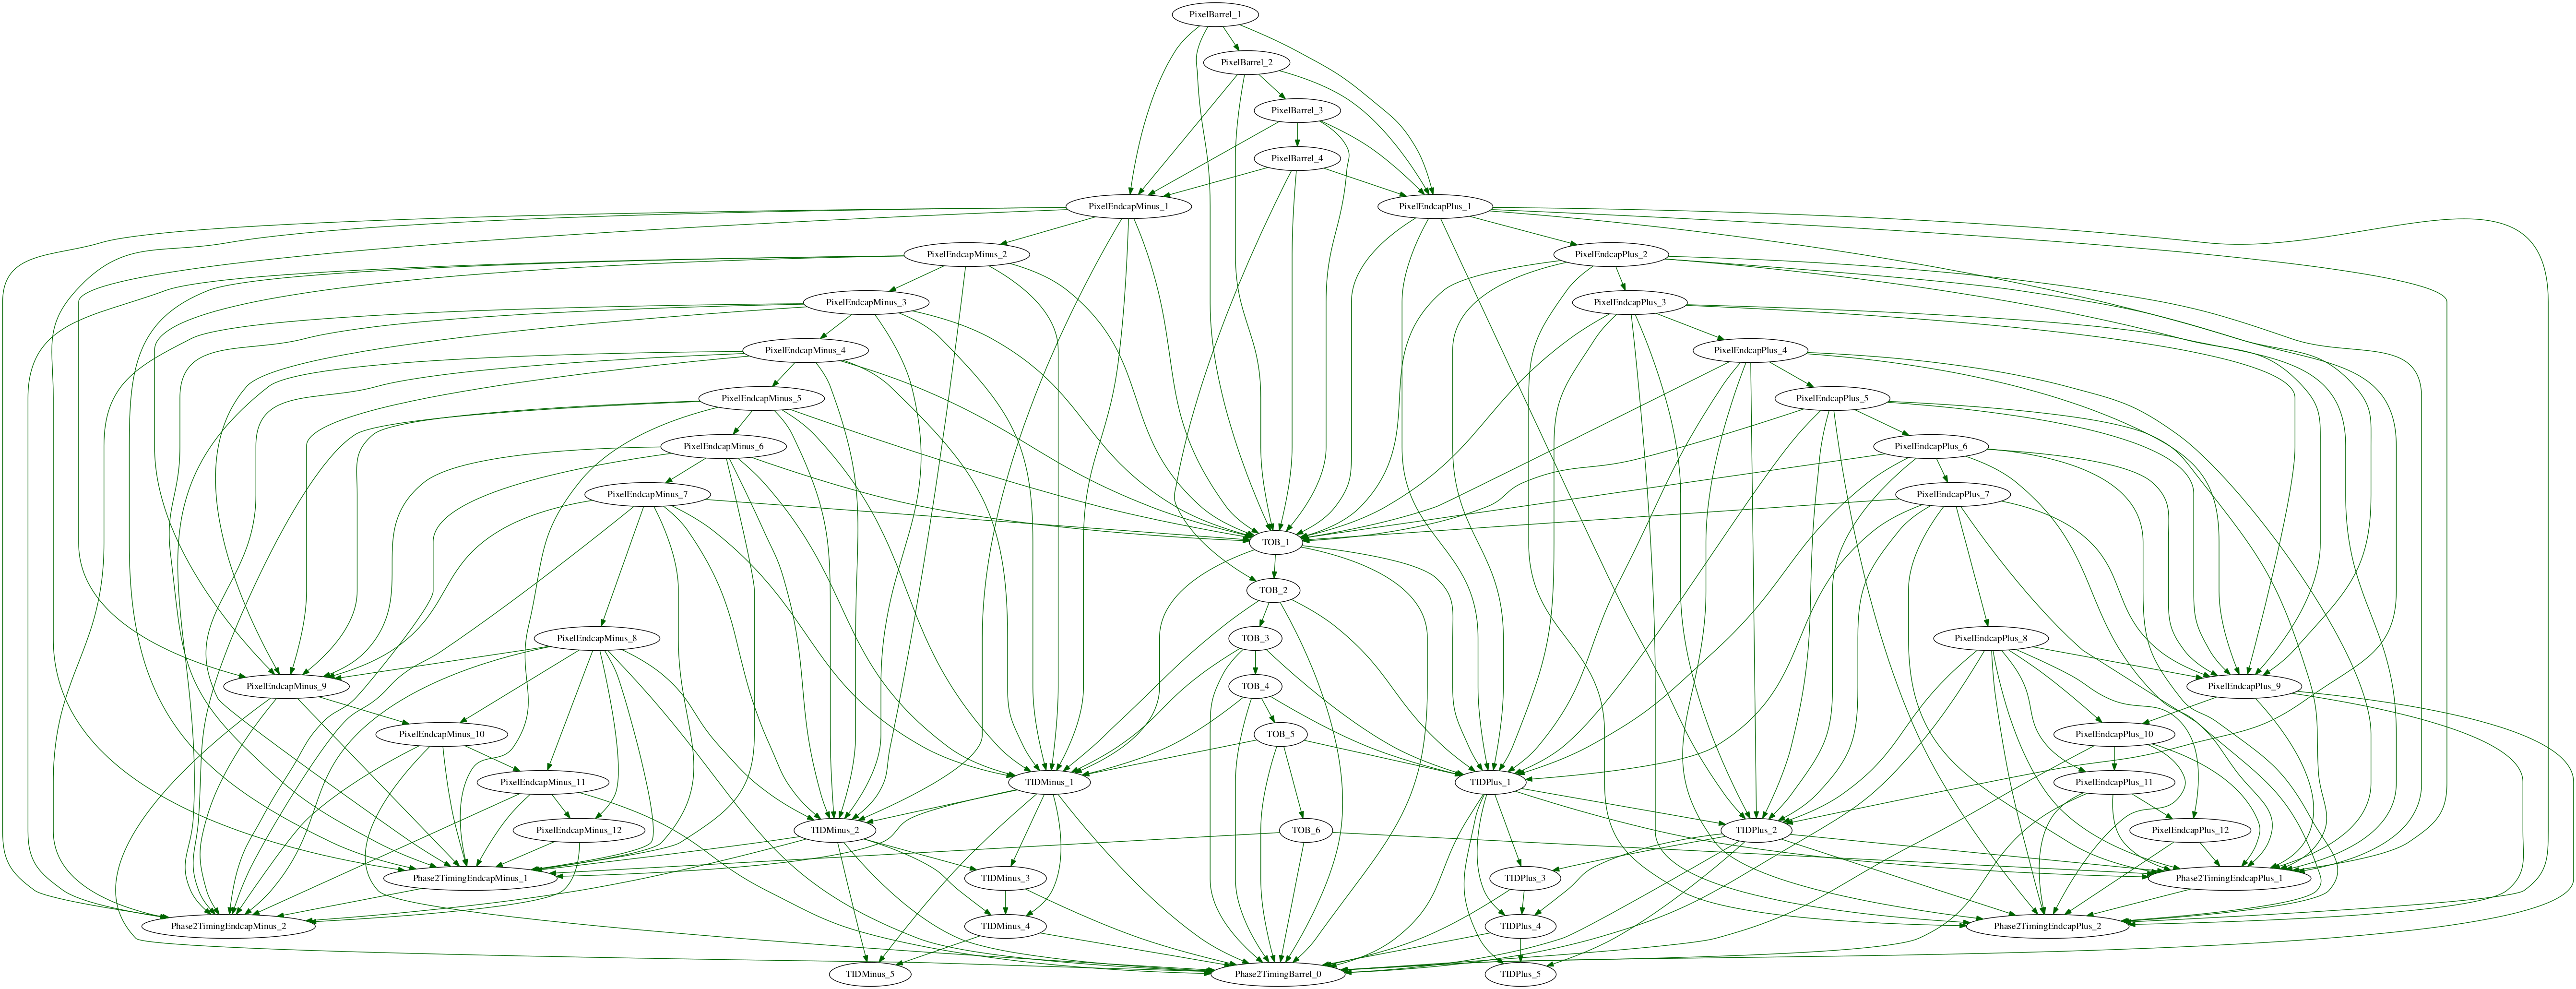 PixelBarrel_1
PixelBarrel_2
PixelBarrel_3
PixelBarrel_4
PixelEndcapMinus_1
PixelEndcapPlus_1
PixelEndcapMinus_2
PixelEndcapPlus_2
PixelEndcapMinus_3
PixelEndcapPlus_3
PixelEndcapMinus_4
PixelEndcapPlus_4
PixelEndcapMinus_5
PixelEndcapPlus_5
PixelEndcapMinus_6
PixelEndcapPlus_6
PixelEndcapMinus_7
PixelEndcapPlus_7
TOB_1
TOB_2
PixelEndcapMinus_8
TOB_3
PixelEndcapPlus_8
PixelEndcapMinus_9
TOB_4
PixelEndcapPlus_9
PixelEndcapMinus_10
TOB_5
PixelEndcapPlus_10
PixelEndcapMinus_11
TIDMinus_1
TIDPlus_1
PixelEndcapPlus_11
PixelEndcapMinus_12
TIDMinus_2
TOB_6
TIDPlus_2
PixelEndcapPlus_12
Phase2TimingEndcapMinus_1
TIDMinus_3
TIDPlus_3
Phase2TimingEndcapPlus_1
Phase2TimingEndcapMinus_2
TIDMinus_4
TIDPlus_4
Phase2TimingEndcapPlus_2
TIDMinus_5
Phase2TimingBarrel_0
TIDPlus_5